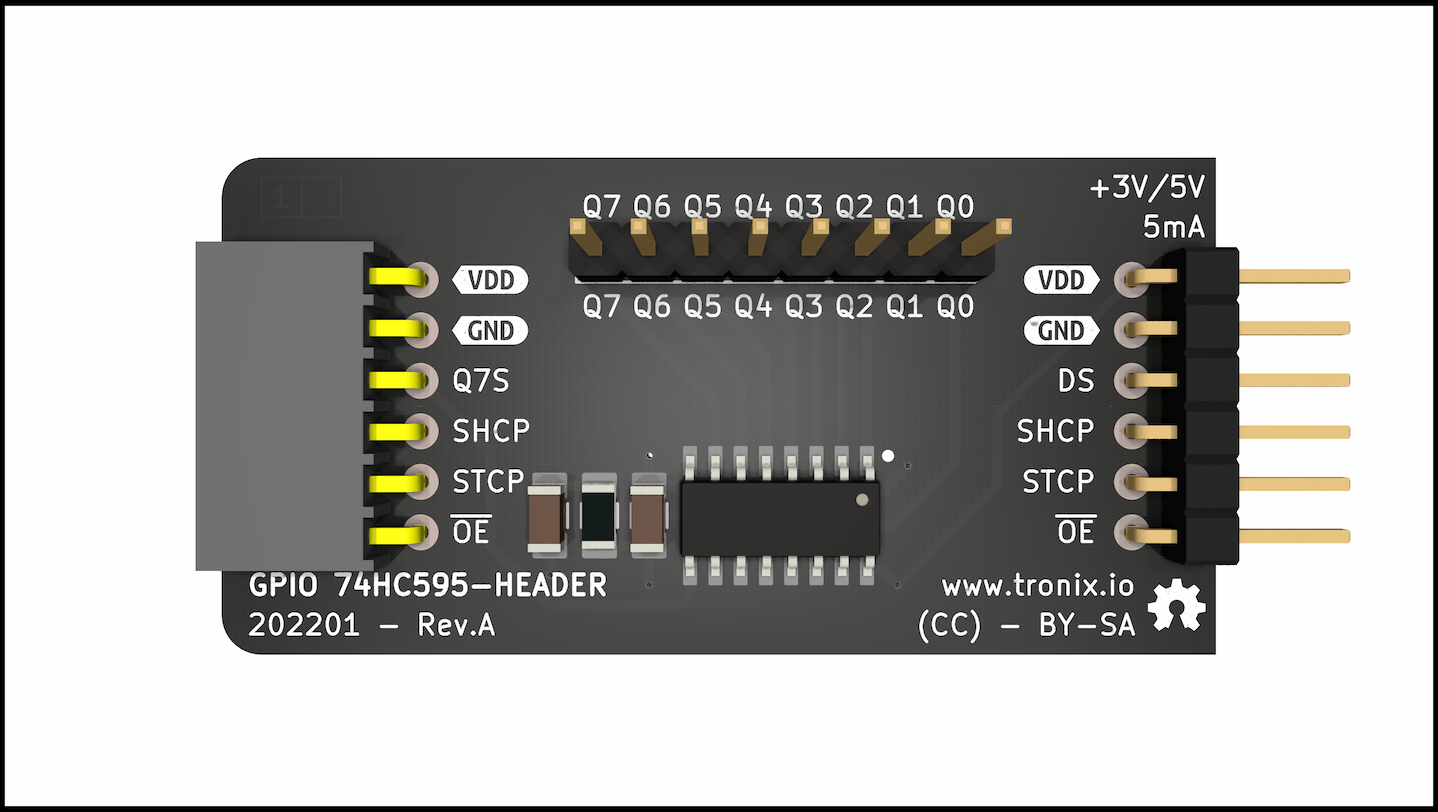 +3V/5V
5mA
Q7 Q6 Q5 Q4 Q3 Q2 Q1 Q0
Q7 Q6 Q5 Q4 Q3 Q2 Q1 Q0
VDD
GND
Q7S
SHCP
STCP
OE
VDD
GND
DS
SHCP
STCP
OE
GPIO 74HC595-HEADER
202201 - Rev.A
www.tronix.io
(CC) - BY-SA
1